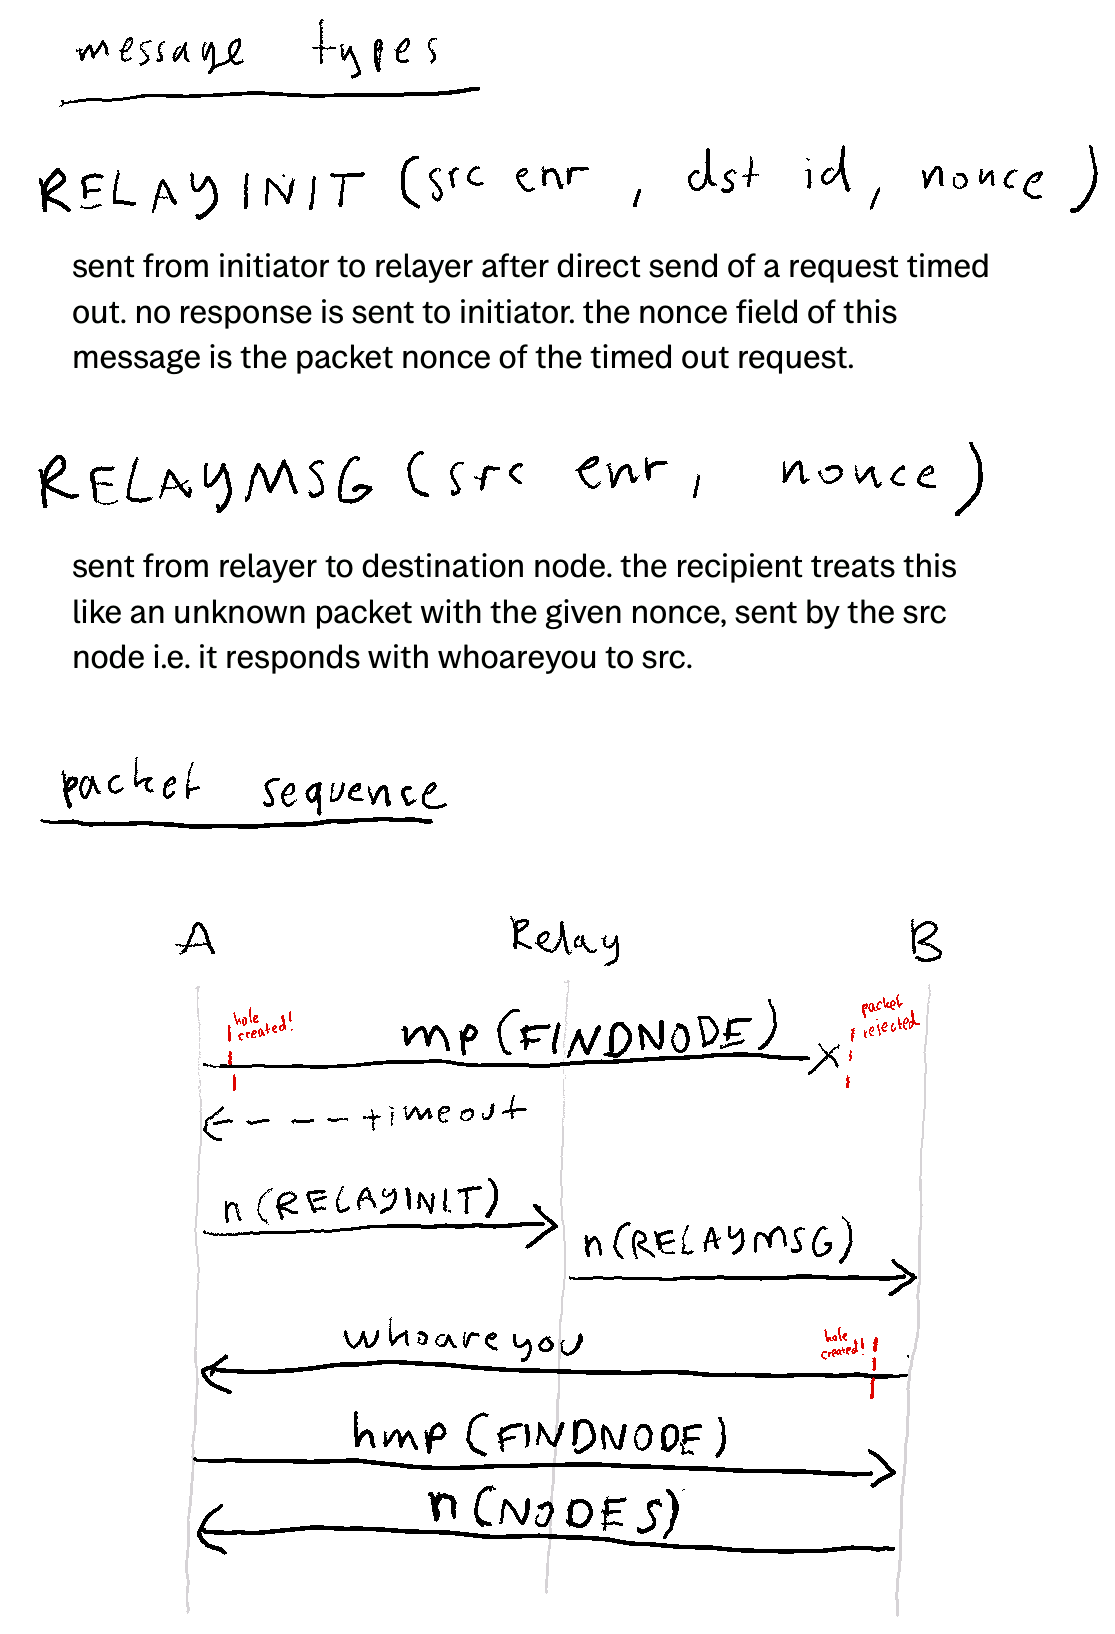 message types
RELAYINIT (src enr, dst id, nonce)
sent from initiator to relayer after direct send of a request timed
out. no response is sent to initiator. the nonce field of this
message is the packet nonce of the timed out request.
RELAYMSG (src enr, nonce)
sent from relayer to destination node. the recipient treats this
like an unknown packet with the given nonce, sent by the src
node i.e. it responds with whoareyou to src.
packet sequence
A Relay B
hole
created!
mp (FINDNODE)
packet
rejected
timeout
n (RELAYINIT)
n (RELAYMSG)
whoareyou
hole
created!
hmp (FINDNODE)
n (NODES)